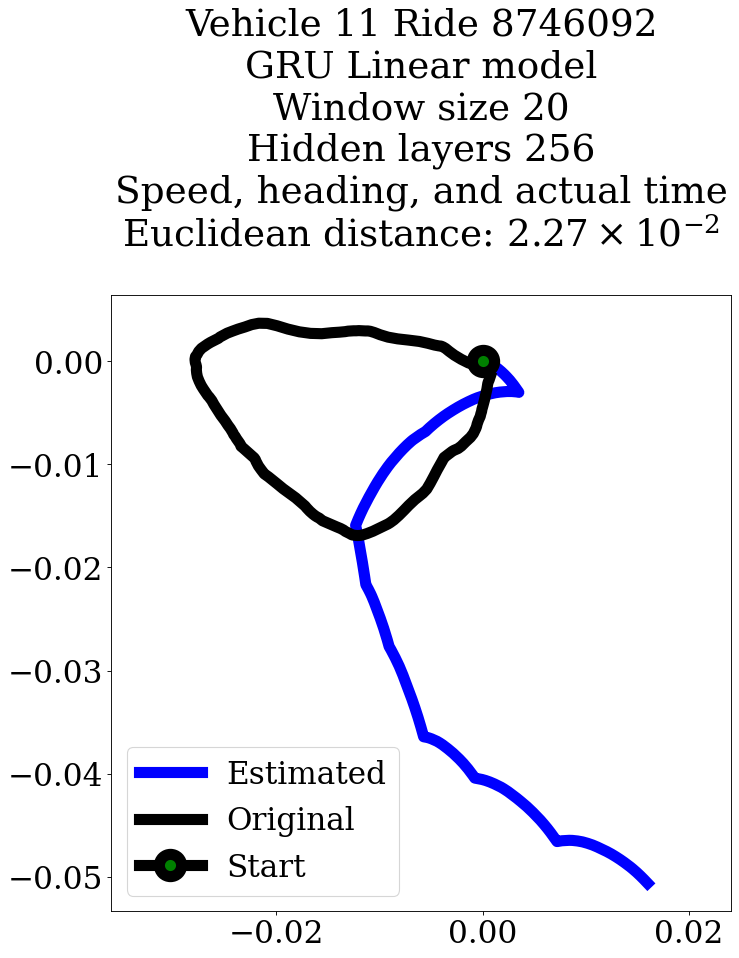 Vehicle 11 Ride 8746092
GRU Linear model
Window size 20
Hidden layers 256
Speed, heading, and actual time
Euclidean distance: 2.27 × 10⁻²
0.00
−0.01
−0.02
−0.03
−0.04
−0.05
Estimated
Original
Start
−0.02 0.00 0.02